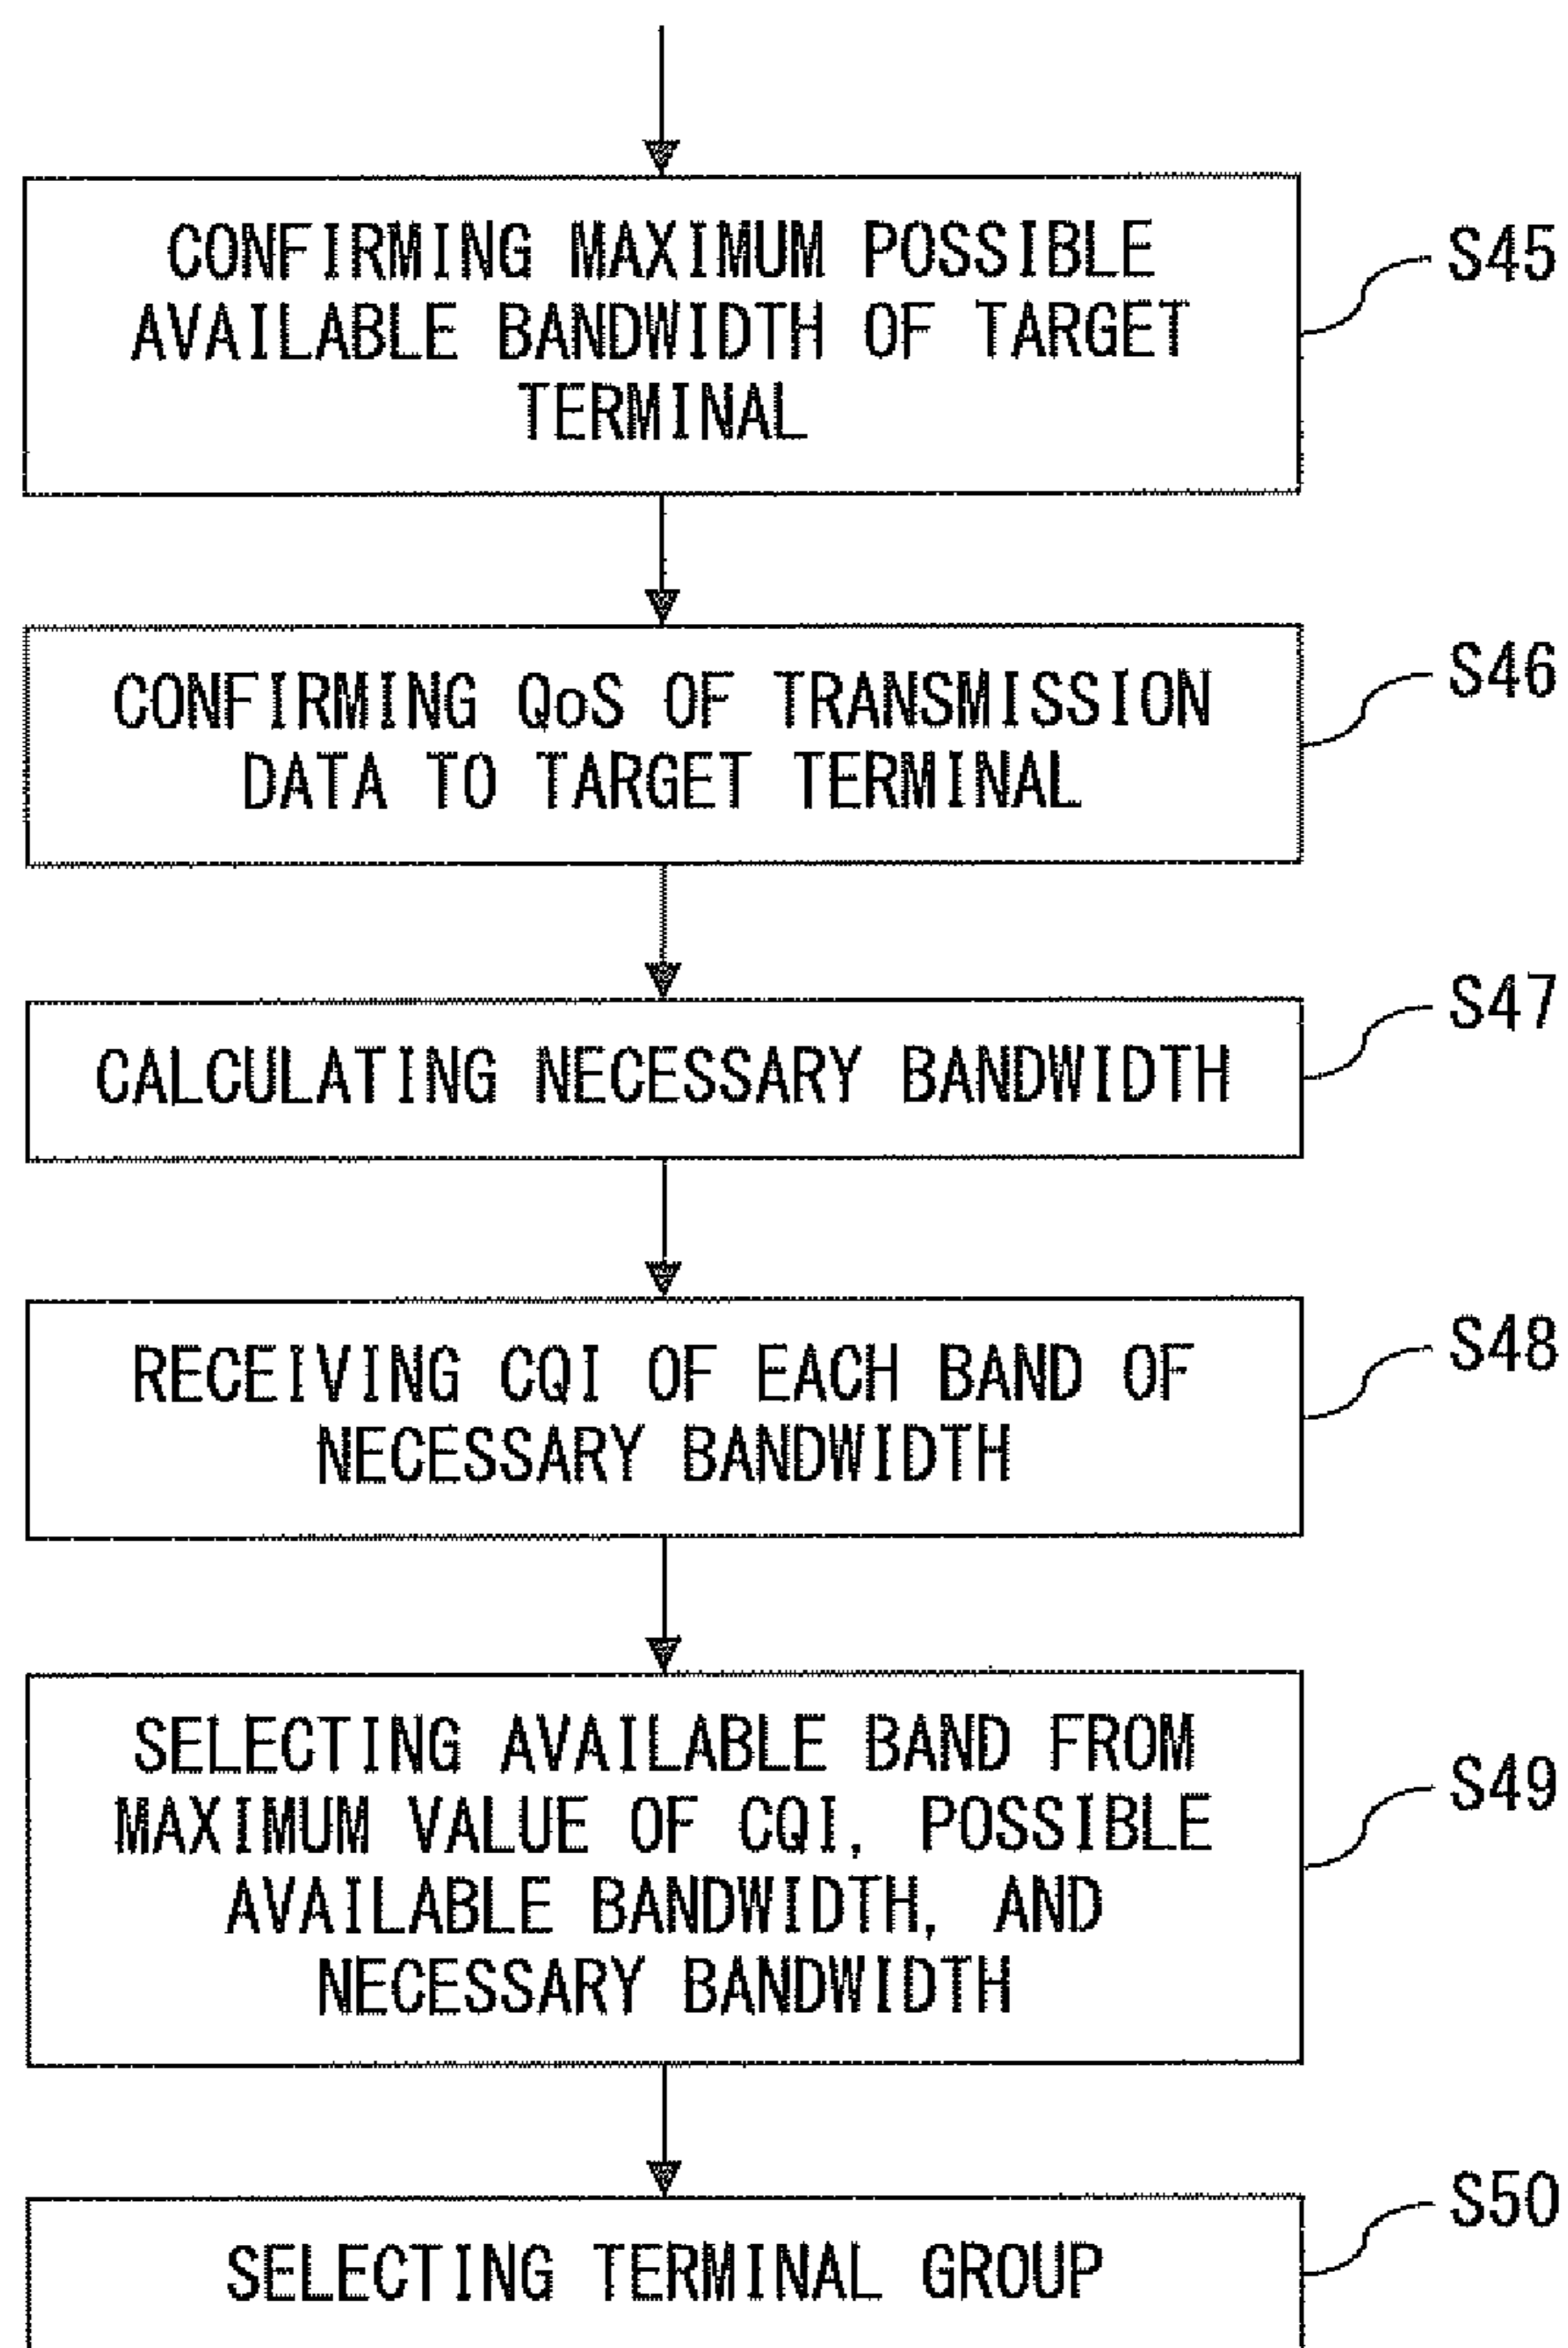 CONFIRMING MAXIMUM POSSIBLE
AVAILABLE BANDWIDTH OF TARGET
TERMINAL
S45
CONFIRMING QoS OF TRANSMISSION
DATA TO TARGET TERMINAL
S46
CALCULATING NECESSARY BANDWIDTH
S47
RECEIVING CQI OF EACH BAND OF
NECESSARY BANDWIDTH
S48
SELECTING AVAILABLE BAND FROM
MAXIMUM VALUE OF CQI, POSSIBLE
AVAILABLE BANDWIDTH, AND
NECESSARY BANDWIDTH
S49
SELECTING TERMINAL GROUP
S50